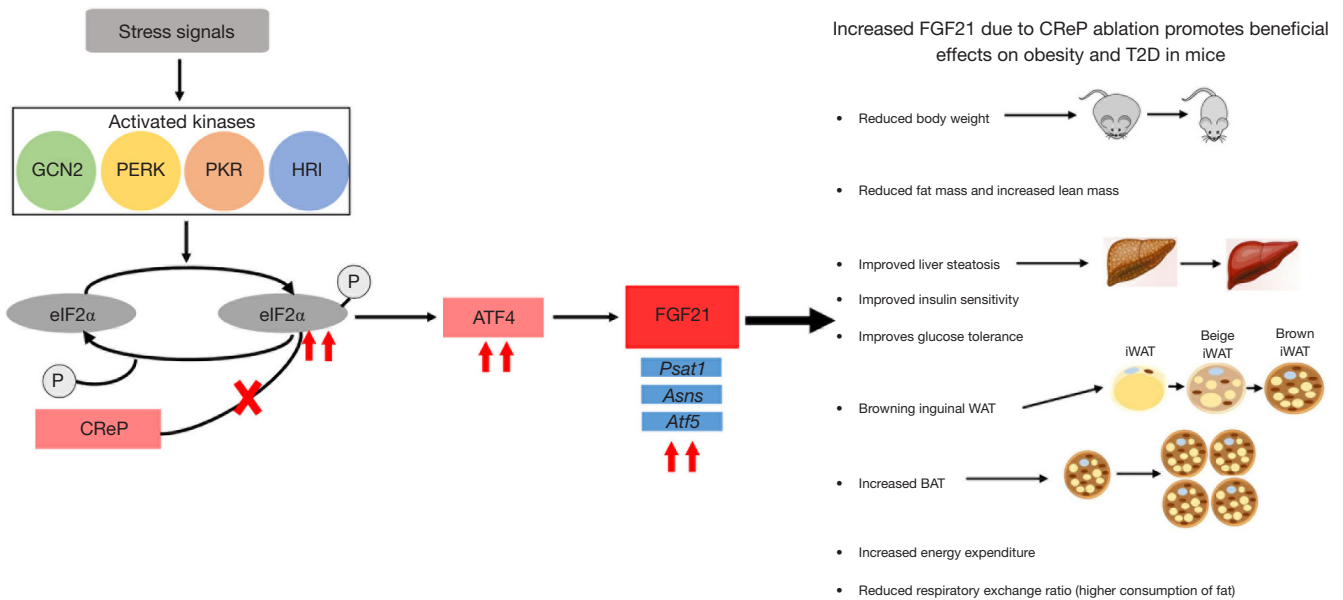 Stress signals
Activated kinases
GCN2
PERK
PKR
HRI
eIF2α
eIF2α
P
P
CReP
ATF4
FGF21
Psat1
Asns
Atf5
Increased FGF21 due to CReP ablation promotes beneficial
effects on obesity and T2D in mice
• Reduced body weight
• Reduced fat mass and increased lean mass
• Improved liver steatosis
• Improved insulin sensitivity
• Improves glucose tolerance
iWAT
Beige
iWAT
Brown
iWAT
• Browning inguinal WAT
• Increased BAT
• Increased energy expenditure
• Reduced respiratory exchange ratio (higher consumption of fat)